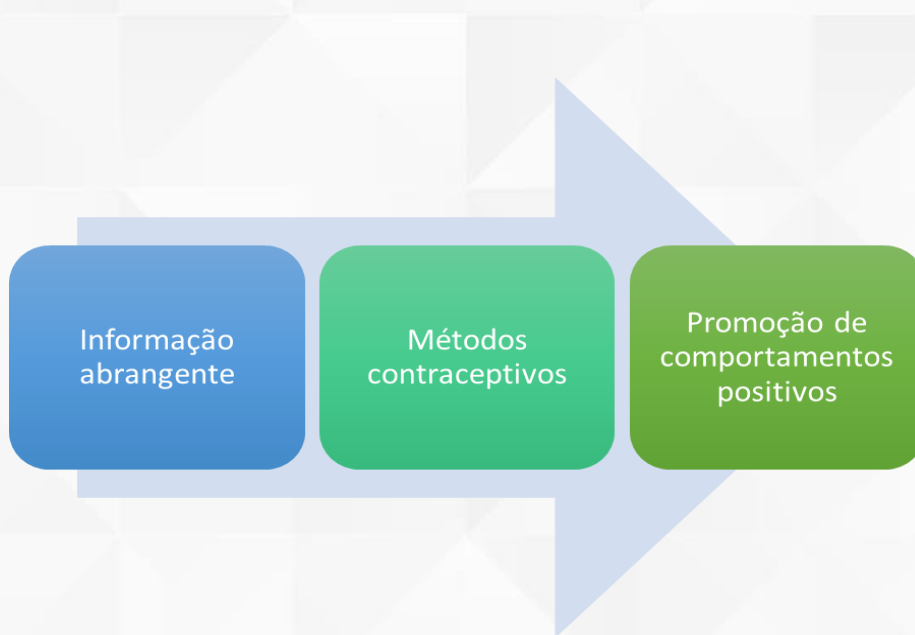 Informação
abrangente
Métodos
contraceptivos
Promoção de
comportamentos
positivos